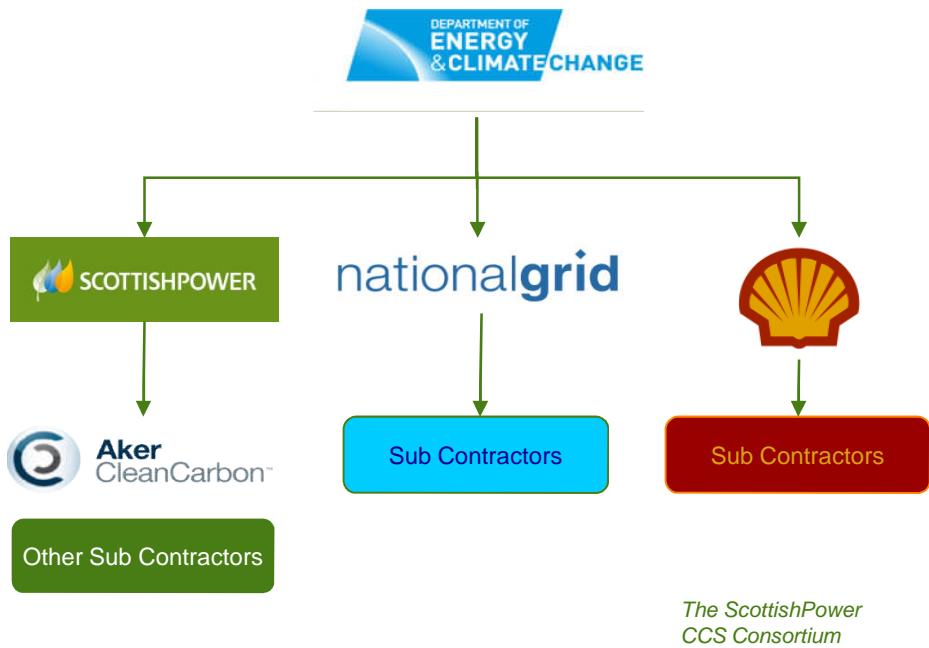 DEPARTMENT OF
ENERGY
& CLIMATE CHANGE
SCOTTISHPOWER
nationalgrid
Aker
CleanCarbon™
Sub Contractors
Sub Contractors
Other Sub Contractors
The ScottishPower
CCS Consortium